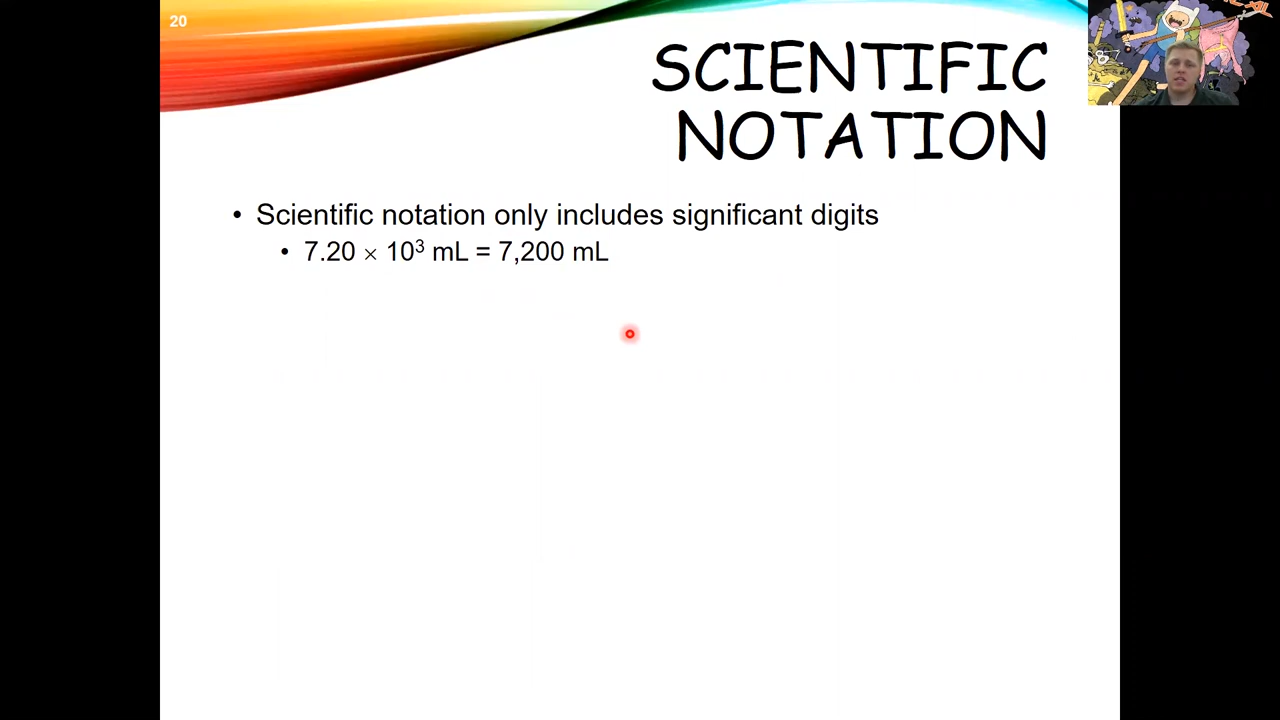 20
SCIENTIFIC
NOTATION
• Scientific notation only includes significant digits
• 7.20 × 10³ mL = 7,200 mL